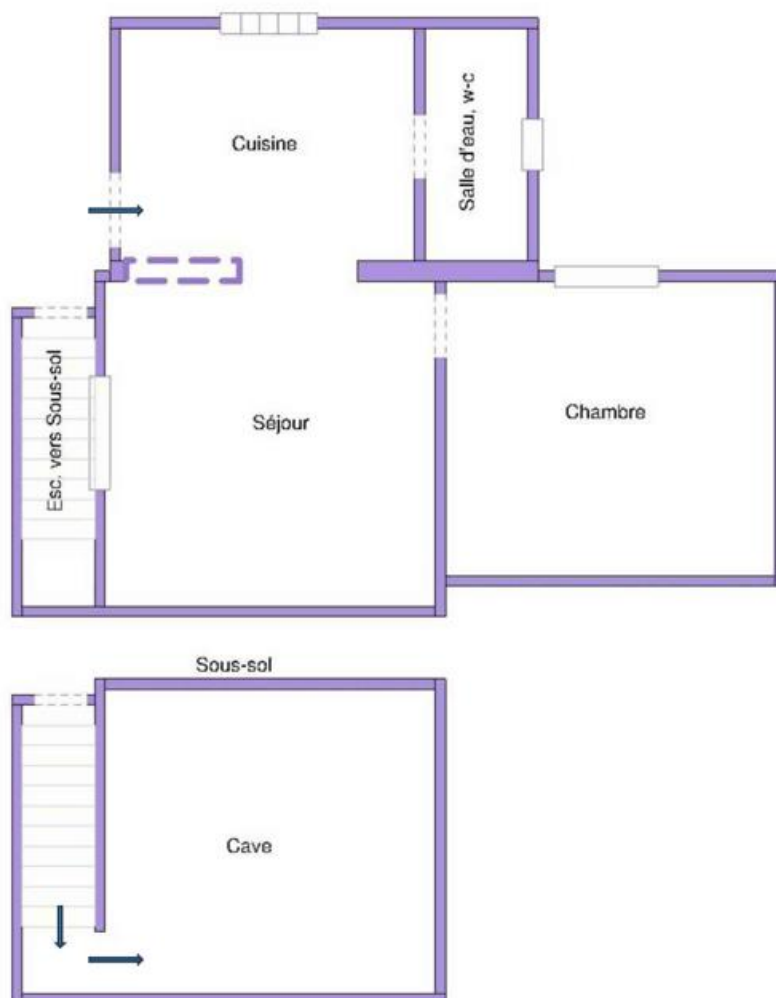 Cuisine
Salle d'eau, w-c
Esc. vers Sous-sol
Séjour
Chambre
Sous-sol
Cave